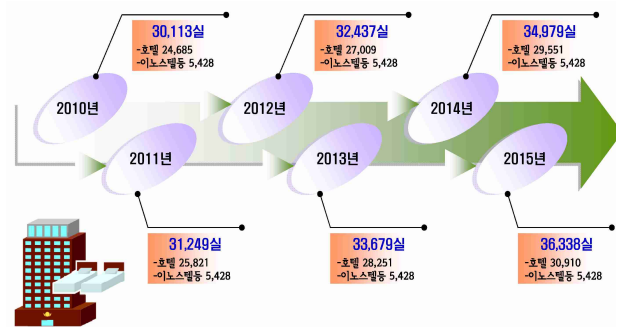 30,113실
-호텔 24,685
-이노스텔등 5,428
32,437실
-호텔 27,009
-이노스텔등 5,428
34,979실
-호텔 29,551
-이노스텔등 5,428
2010년
2012년
2014년
2011년
2013년
2015년
31,249실
-호텔 25,821
-이노스텔등 5,428
33,679실
-호텔 28,251
-이노스텔등 5,428
36,338실
-호텔 30,910
-이노스텔등 5,428